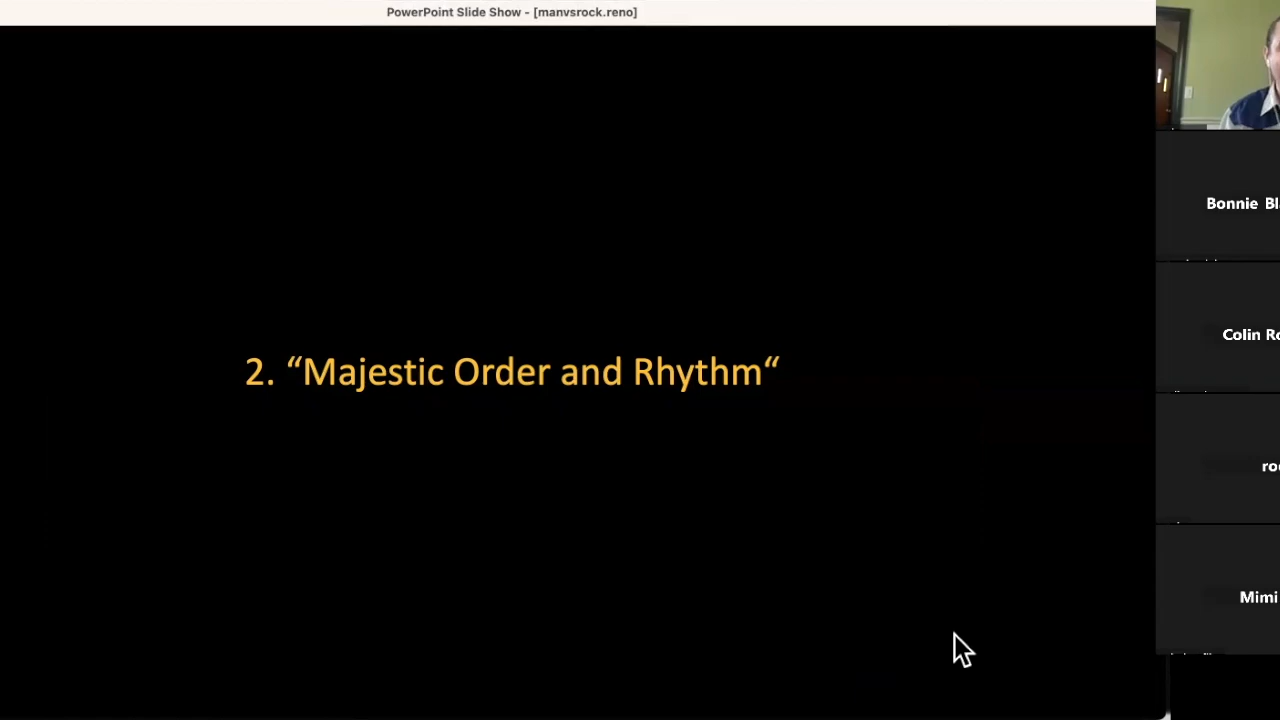 PowerPoint Slide Show - [manvsrock.reno]
2. “Majestic Order and Rhythm“
Bonnie Bl
Colin Ro
ro
Mimi